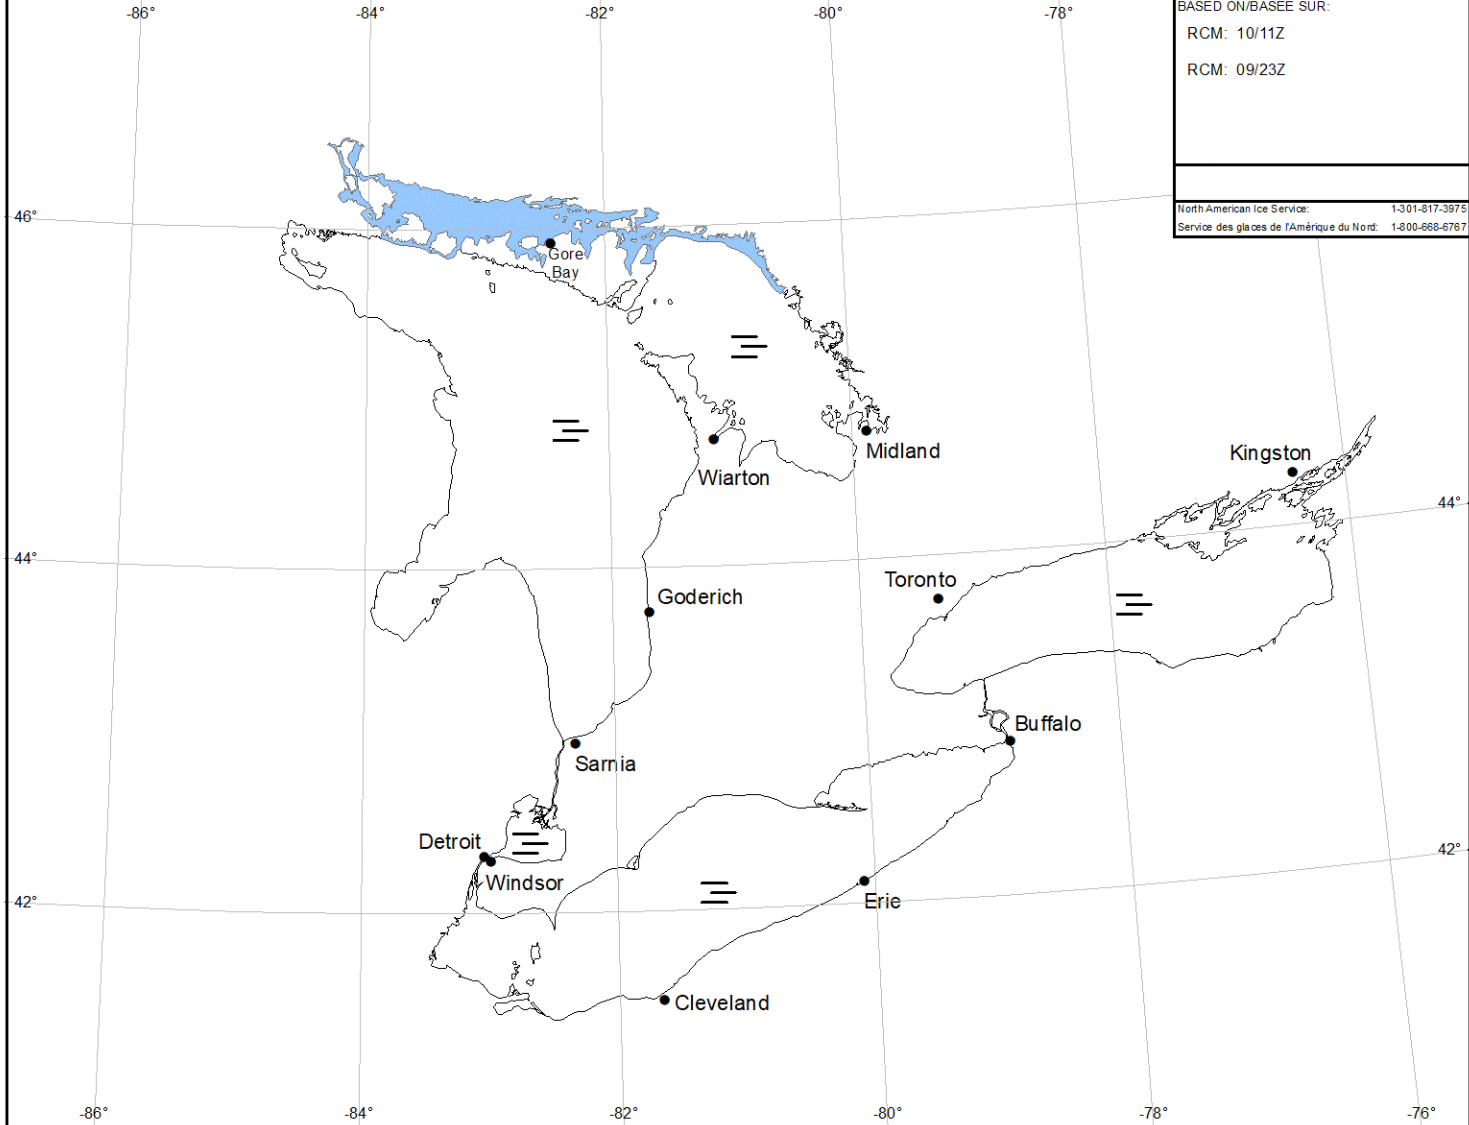 -86°
-84°
-82°
-80°
-78°
BASED ON/BASÉE SUR:
RCM: 10/11Z
RCM: 09/23Z
North American Ice Service: 1-301-817-3975
Service des glaces de l'Amérique du Nord: 1-800-668-6767
46°
Gore
Bay
Midland
Wiarton
Kingston
44°
44°
Toronto
Goderich
Buffalo
Sarnia
Detroit
42°
Windsor
42°
Erie
Cleveland
-86°
-84°
-82°
-80°
-78°
-76°